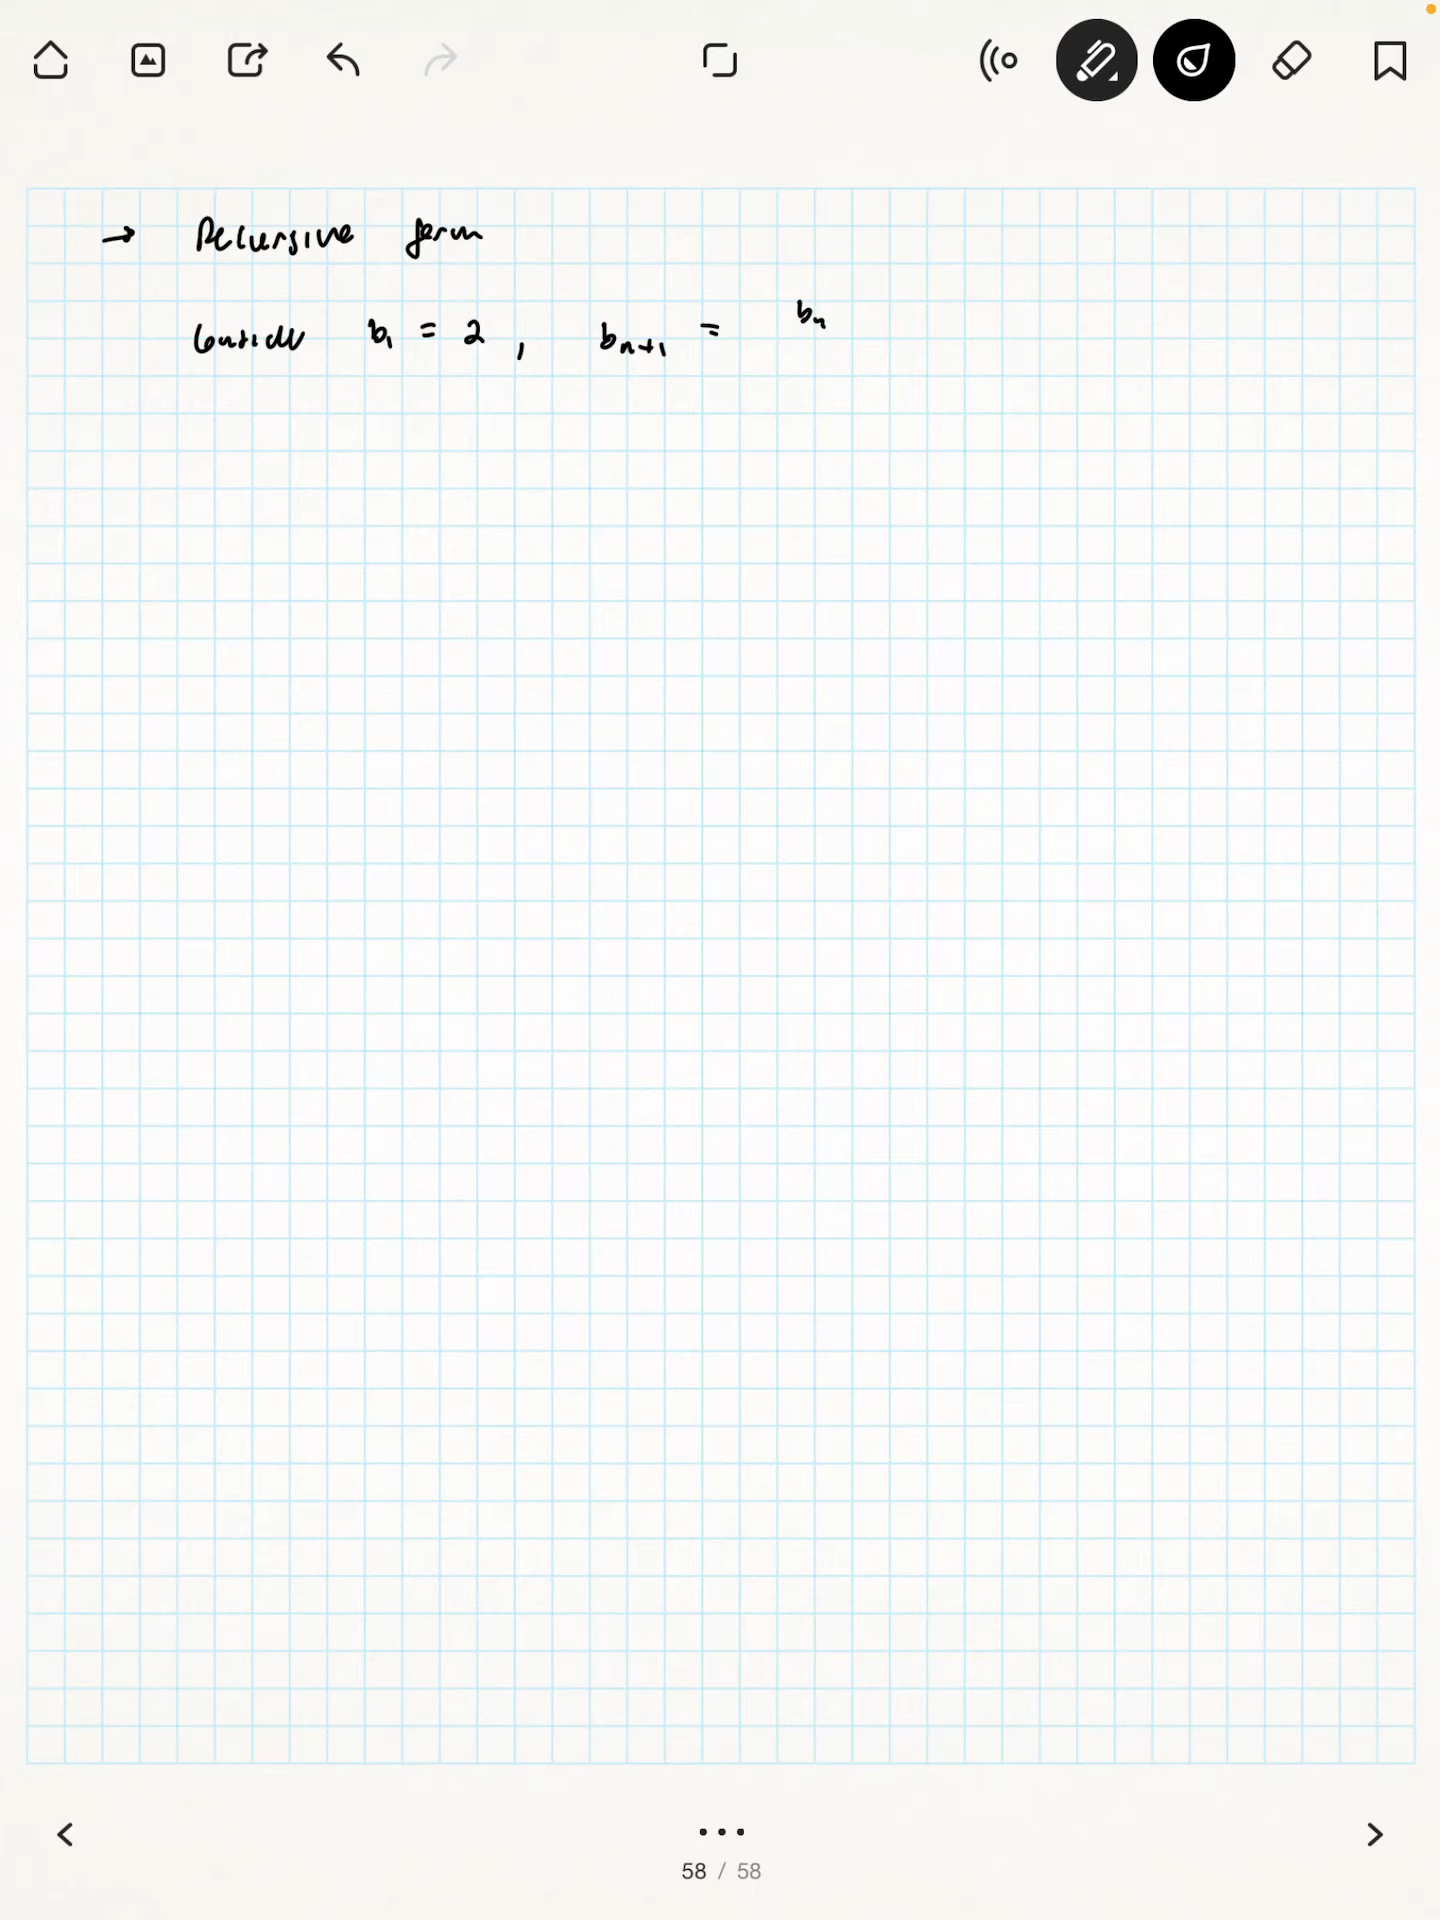 → Recursive form
Consider b₁ = 2 , bₙ₊₁ = bₙ
58 / 58